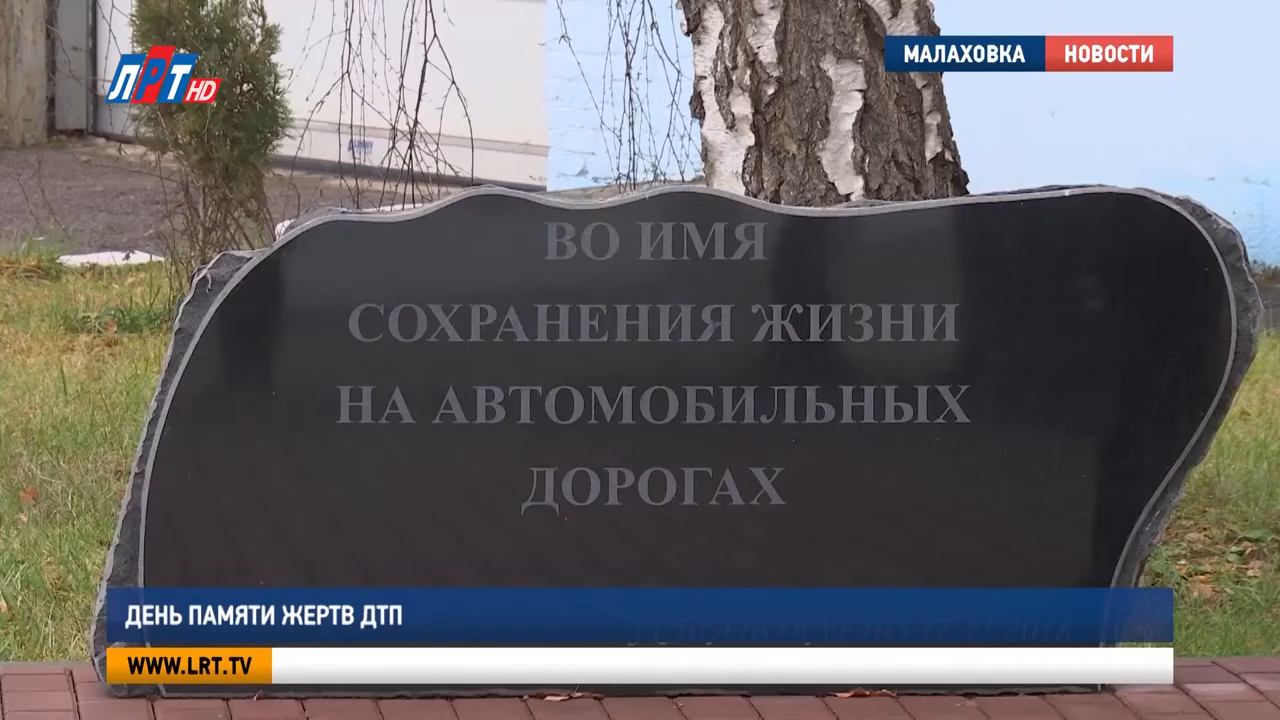 ЛРТ HD
МАЛАХОВКА НОВОСТИ
ВО ИМЯ
СОХРАНЕНИЯ ЖИЗНИ
НА АВТОМОБИЛЬНЫХ
ДОРОГАХ
ДЕНЬ ПАМЯТИ ЖЕРТВ ДТП
WWW.LRT.TV